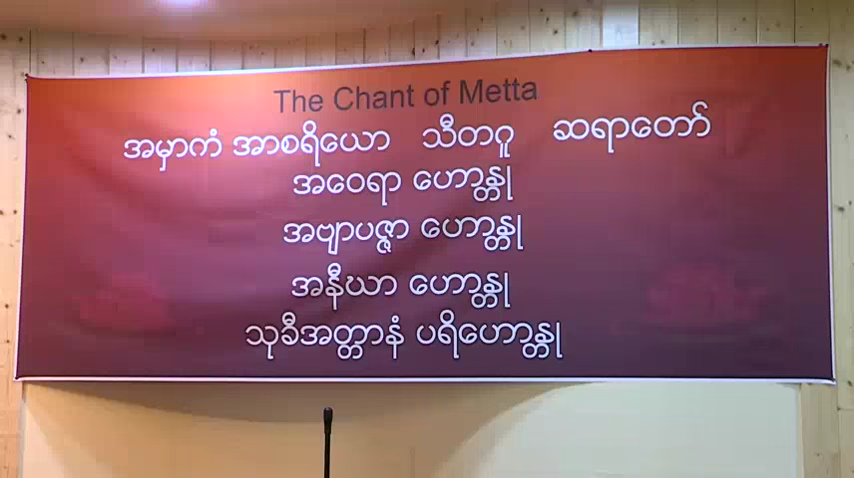 The Chant of Metta
အမှာကံ အာစရိယော သီတဂူ ဆရာတော်
အဝေရာ ဟောန္တု
အဗျာပဇ္ဇာ ဟောန္တု
အနီဃာ ဟောန္တု
သုခီအတ္တာနံ ပရိဟောန္တု